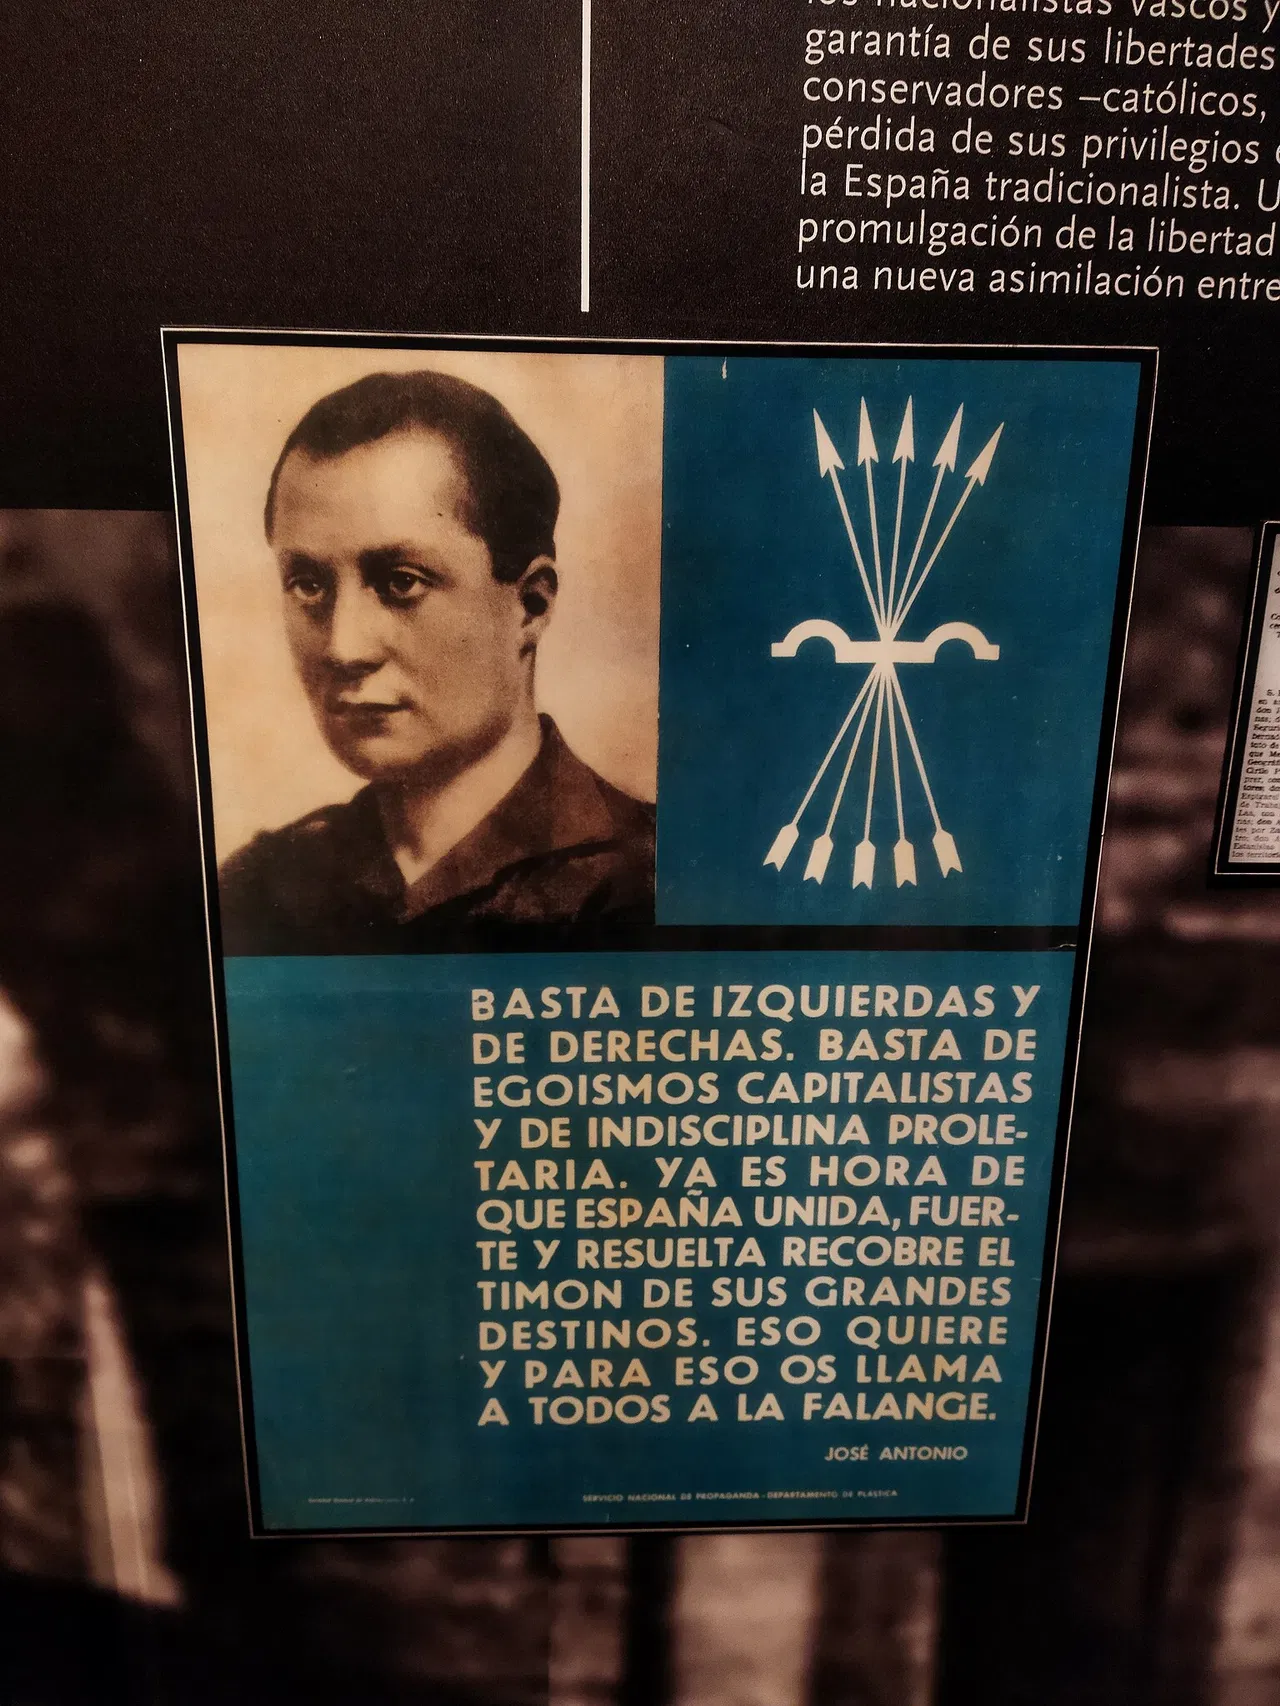 nacionalistas vascos y
garantía de sus libertades
conservadores –católicos,
pérdida de sus privilegios
la España tradicionalista. U
promulgación de la libertad
una nueva asimilación entre
BASTA DE IZQUIERDAS Y
DE DERECHAS. BASTA DE
EGOISMOS CAPITALISTAS
Y DE INDISCIPLINA PROLE-
TARIA. YA ES HORA DE
QUE ESPAÑA UNIDA, FUER-
TE Y RESUELTA RECOBRE EL
TIMON DE SUS GRANDES
DESTINOS. ESO QUIERE
Y PARA ESO OS LLAMA
A TODOS A LA FALANGE.
JOSÉ ANTONIO
SERVICIO NACIONAL DE PROPAGANDA - DEPARTAMENTO DE PLÁSTICA